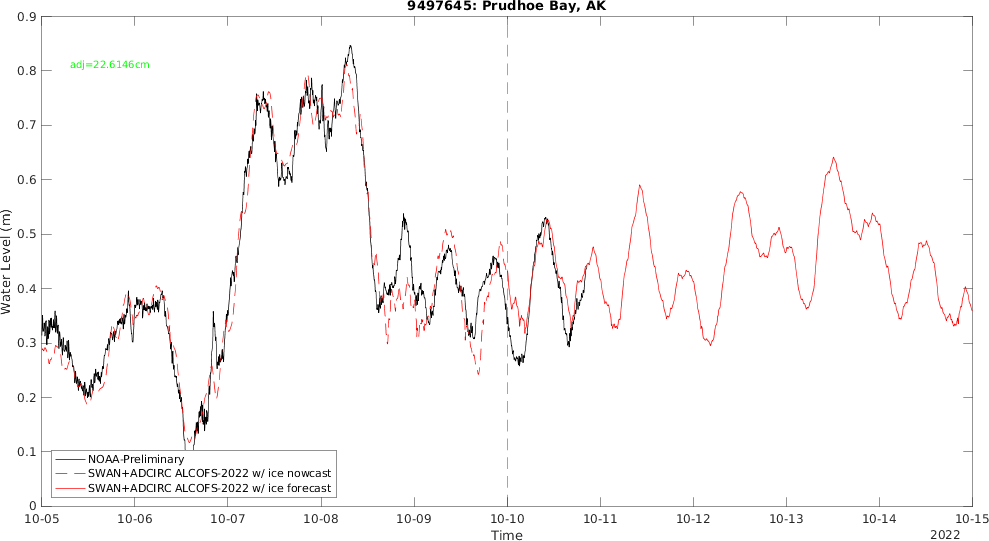 9497645: Prudhoe Bay, AK
0.9
adj=22.6146cm
0.8
0.7
0.6
0.5
0.4
0.3
0.2
0.1
0
Water Level (m)
NOAA-Preliminary
SWAN+ADCIRC ALCOFS-2022 w/ ice nowcast
SWAN+ADCIRC ALCOFS-2022 w/ ice forecast
10-05 10-06 10-07 10-08 10-09 10-10 10-11 10-12 10-13 10-14 10-15
Time
2022